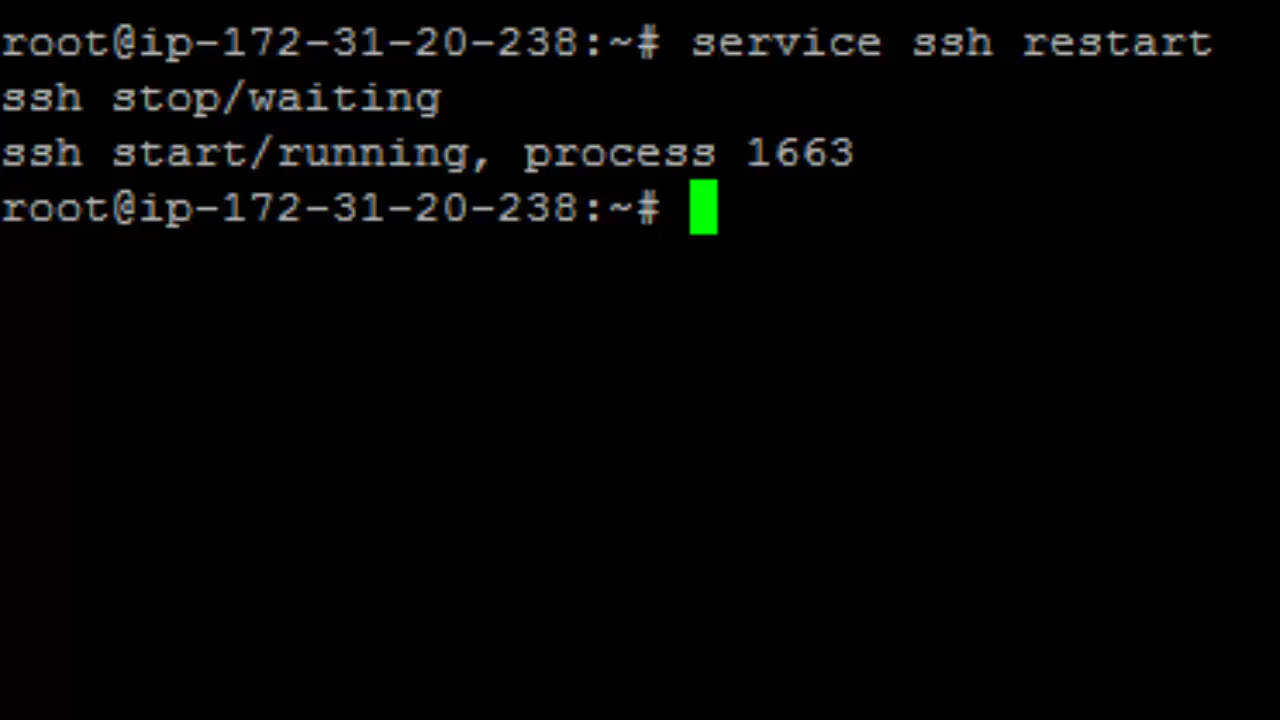 root@ip-172-31-20-238:~# service ssh restart
ssh stop/waiting
ssh start/running, process 1663
root@ip-172-31-20-238:~#